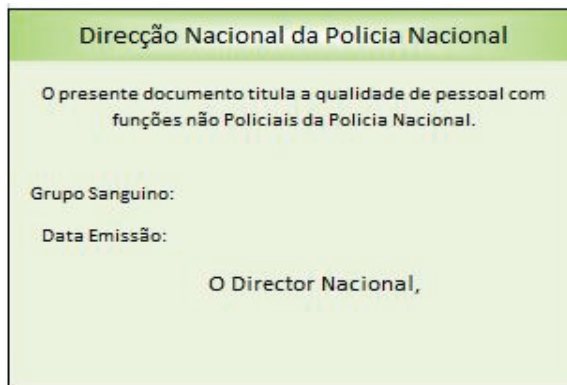 Direcção Nacional da Policia Nacional
O presente documento titula a qualidade de pessoal com
funções não Policiais da Policia Nacional.
Grupo Sanguino:
Data Emissão:
O Director Nacional,